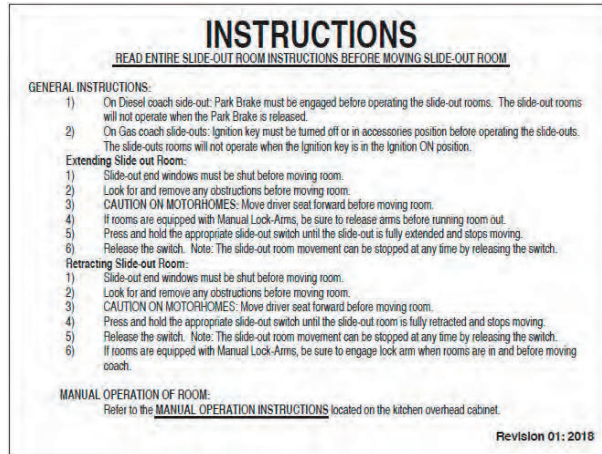 INSTRUCTIONS
READ ENTIRE SLIDE-OUT ROOM INSTRUCTIONS BEFORE MOVING SLIDE-OUT ROOM
GENERAL INSTRUCTIONS:
1) On Diesel coach side-out: Park Brake must be engaged before operating the slide-out rooms. The slide-out rooms
will not operate when the Park Brake is released.
2) On Gas coach slide-outs: Ignition key must be turned off or in accessories position before operating the slide-outs.
The slide-outs rooms will not operate when the Ignition key is in the Ignition ON position.
Extending Slide out Room:
1) Slide-out end windows must be shut before moving room.
2) Look for and remove any obstructions before moving room.
3) CAUTION ON MOTORHOMES: Move driver seat forward before moving room.
4) If rooms are equipped with Manual Lock-Arms, be sure to release arms before running room out.
5) Press and hold the appropriate slide-out switch until the slide-out is fully extended and stops moving.
6) Release the switch. Note: The slide-out room movement can be stopped at any time by releasing the switch.
Retracting Slide-out Room:
1) Slide-out end windows must be shut before moving room.
2) Look for and remove any obstructions before moving room.
3) CAUTION ON MOTORHOMES: Move driver seat forward before moving room.
4) Press and hold the appropriate slide-out switch until the slide-out room is fully retracted and stops moving.
5) Release the switch. Note: The slide-out room movement can be stopped at any time by releasing the switch.
6) If rooms are equipped with Manual Lock-Arms, be sure to engage lock arm when rooms are in and before moving
coach.
MANUAL OPERATION OF ROOM:
Refer to the MANUAL OPERATION INSTRUCTIONS located on the kitchen overhead cabinet.
Revision 01: 2018